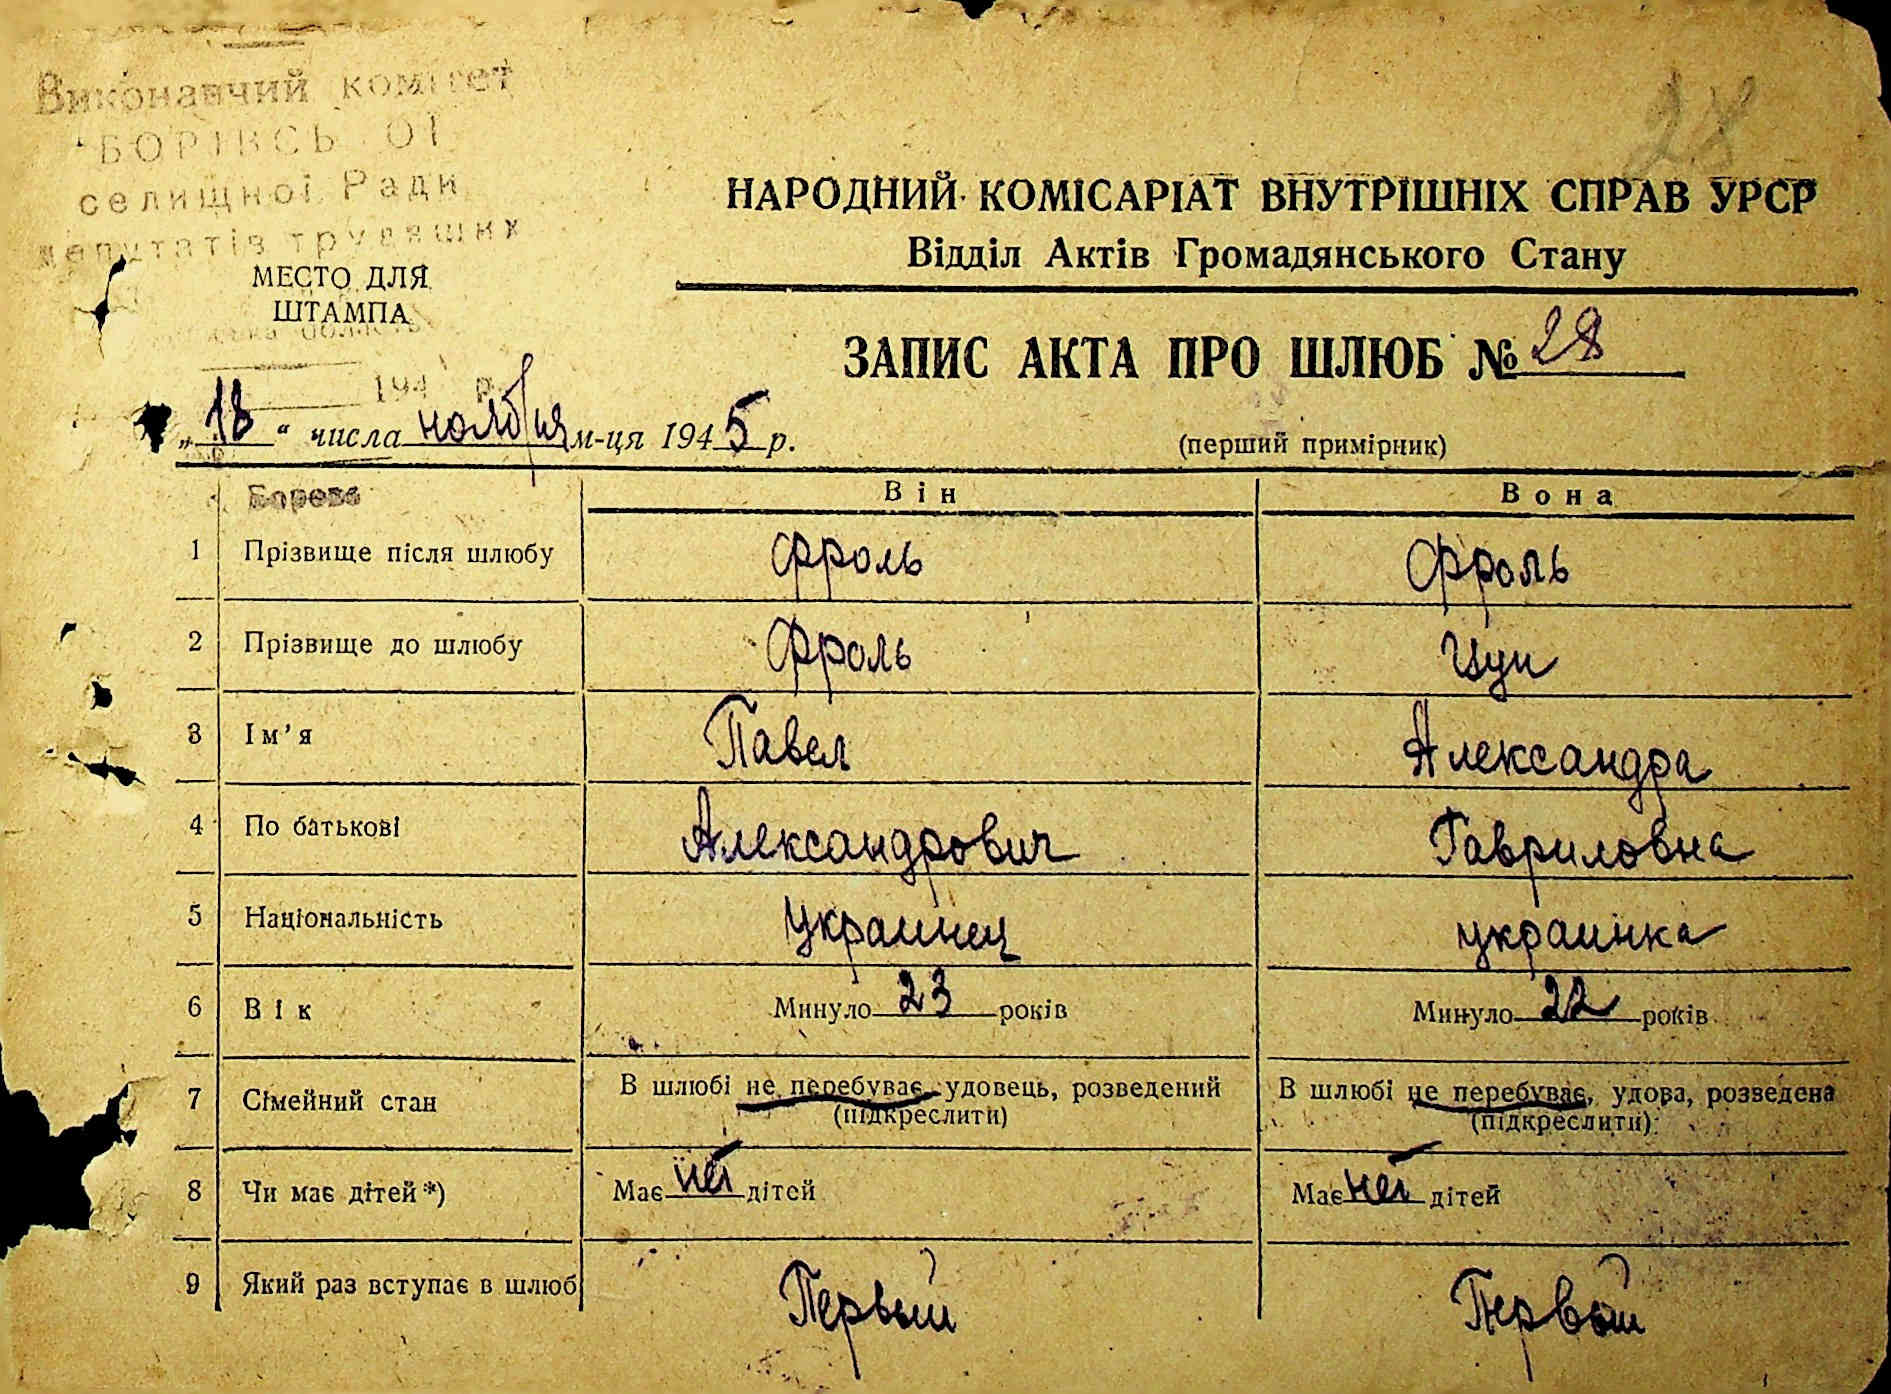 28
Виконавчий комітет
селищної Ради
депутатів трудящих
НАРОДНИЙ КОМІСАРІАТ ВНУТРІШНІХ СПРАВ УРСР
Відділ Актів Громадянського Стану
МЕСТО ДЛЯ
ШТАМПА
ЗАПИС АКТА ПРО ШЛЮБ № 28
194 р.
„18“ числа ноября м-ця 1945 р.
(перший примірник)
Він Вона
1 Прізвище після шлюбу Фроль Фроль
2 Прізвище до шлюбу Фроль Цуп
3 Ім’я Павел Александра
4 По батькові Александрович Гавриловна
5 Національність Украинец украинка
6 Вік Минуло 23 років Минуло 22 років
7 Сімейний стан В шлюбі не перебуває, удовець, розведений В шлюбі не перебуває, удова, розведена
(підкреслити) (підкреслити)
8 Чи має дітей*) Має нет дітей Має нет дітей
9 Який раз вступає в шлюб Первый Первый